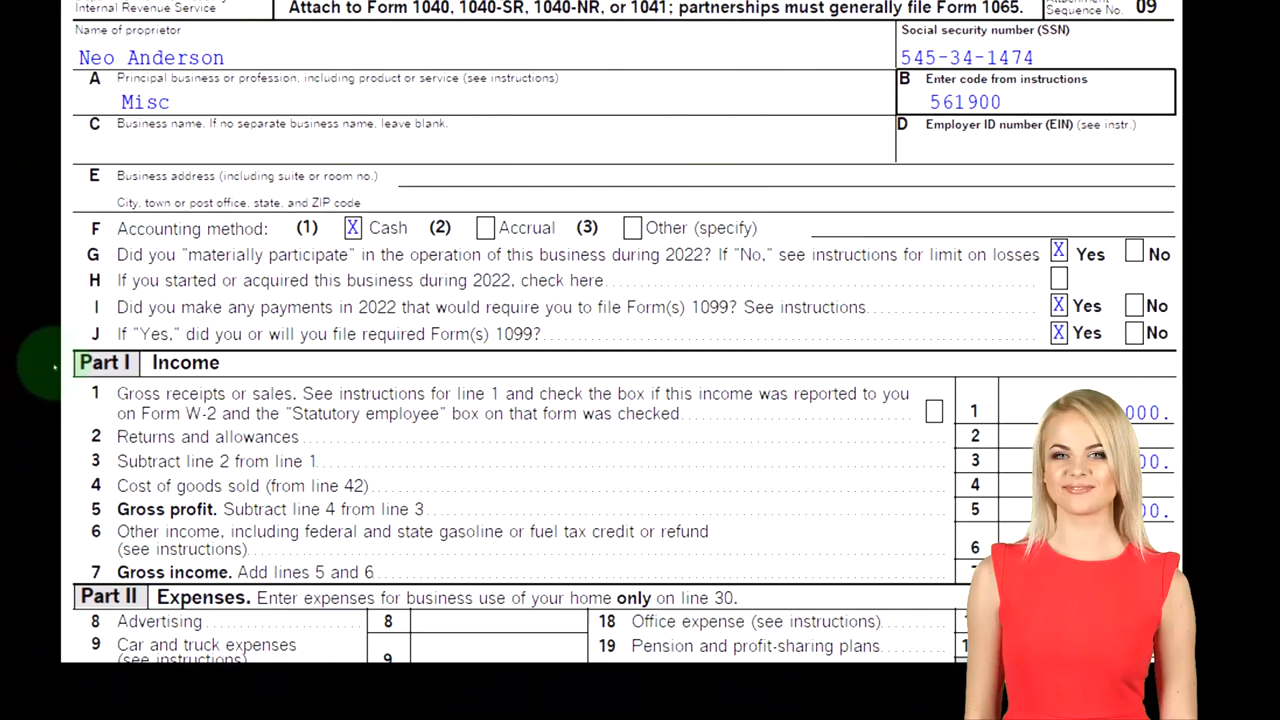 Internal Revenue Service
Attach to Form 1040, 1040-SR, 1040-NR, or 1041; partnerships must generally file Form 1065.
Sequence No. 09
Name of proprietor
Social security number (SSN)
Neo Anderson
545-34-1474
A Principal business or profession, including product or service (see instructions)
B Enter code from instructions
Misc
561900
C Business name. If no separate business name, leave blank.
D Employer ID number (EIN) (see instr.)
E Business address (including suite or room no.)
City, town or post office, state, and ZIP code
F Accounting method: (1) X Cash (2) Accrual (3) Other (specify)
G Did you "materially participate" in the operation of this business during 2022? If "No," see instructions for limit on losses X Yes No
H If you started or acquired this business during 2022, check here
I Did you make any payments in 2022 that would require you to file Form(s) 1099? See instructions X Yes No
J If "Yes," did you or will you file required Form(s) 1099? X Yes No
Part I Income
1 Gross receipts or sales. See instructions for line 1 and check the box if this income was reported to you
on Form W-2 and the "Statutory employee" box on that form was checked 1 000.
2 Returns and allowances 2
3 Subtract line 2 from line 1 3 00.
4 Cost of goods sold (from line 42) 4
5 Gross profit. Subtract line 4 from line 3 5 00.
6 Other income, including federal and state gasoline or fuel tax credit or refund
(see instructions) 6
7 Gross income. Add lines 5 and 6
Part II Expenses. Enter expenses for business use of your home only on line 30.
8 Advertising 8
18 Office expense (see instructions)
9 Car and truck expenses
19 Pension and profit-sharing plans
(see instructions) 9